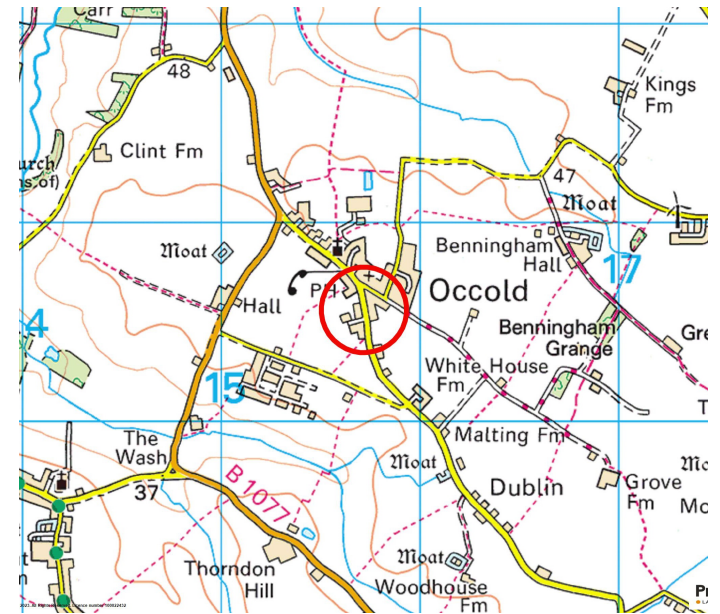 Carr
48
Kings
Fm
Clint Fm
urch
ns.of)
47
Moat
Moat
Benningham
Hall
17
PH
Occold
Hall
4
Benningham
Grange
Gre
White House
Fm
15
T
The
Wash
Malting Fm
Moat
Mo
B 1077
Dublin
Grove
Fm
Mo
37
t
m
Thorndon
Hill
Moat
Woodhouse
Fm
Pr